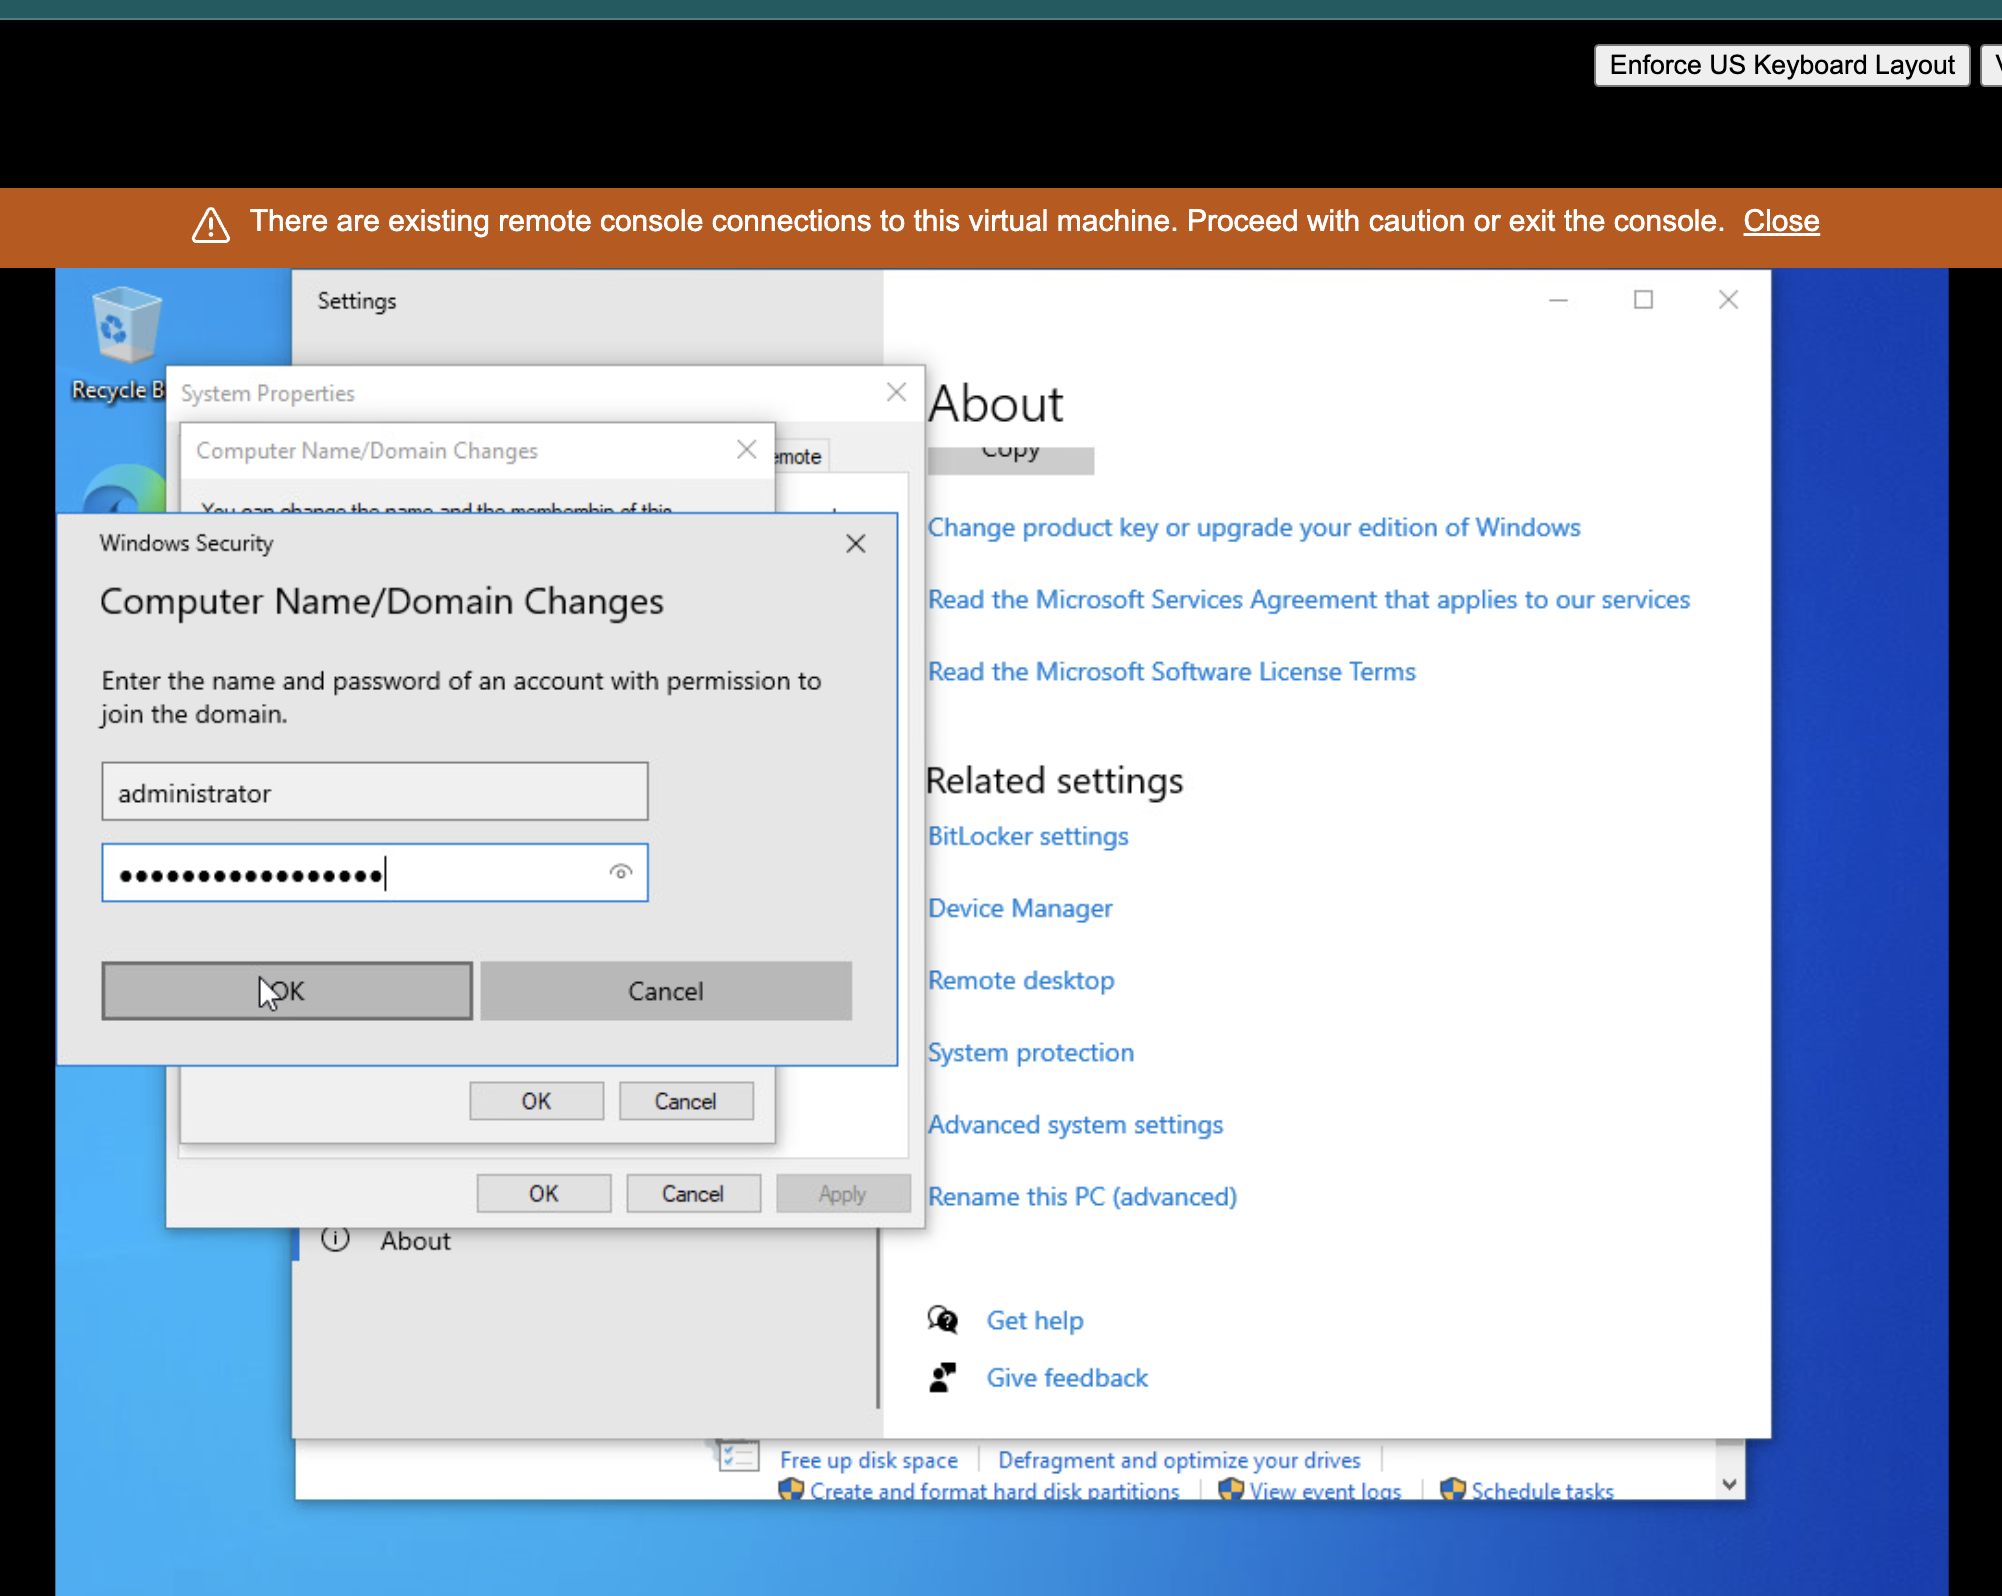 Enforce US Keyboard Layout
There are existing remote console connections to this virtual machine. Proceed with caution or exit the console. Close
Settings
Recycle B
System Properties
About
Computer Name/Domain Changes
emote
Copy
You can change the name and the membership of this
Change product key or upgrade your edition of Windows
Windows Security
Computer Name/Domain Changes
Read the Microsoft Services Agreement that applies to our services
Enter the name and password of an account with permission to
join the domain.
Read the Microsoft Software License Terms
administrator
Related settings
BitLocker settings
Device Manager
OK Cancel
Remote desktop
System protection
OK Cancel
Advanced system settings
OK Cancel Apply
Rename this PC (advanced)
About
Get help
Give feedback
Free up disk space Defragment and optimize your drives
Create and format hard disk partitions View event logs Schedule tasks